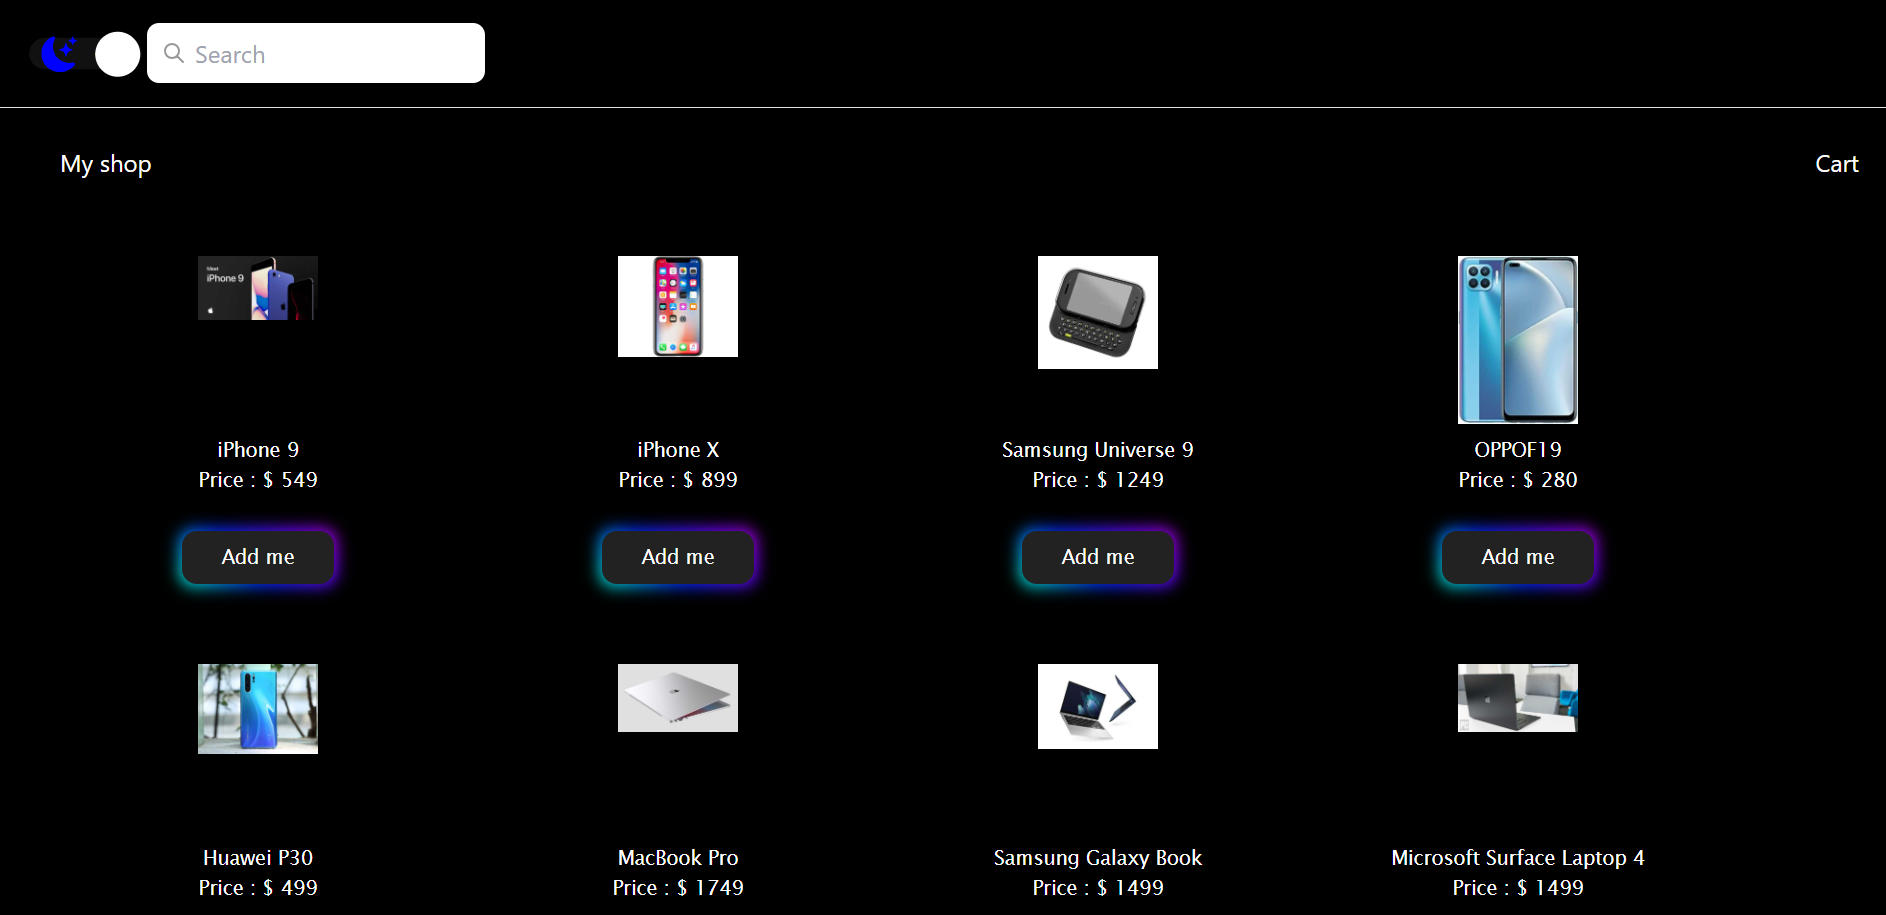 Search
My shop
Cart
Meet
iPhone 9
iPhone 9
Price : $ 549
Add me
iPhone X
Price : $ 899
Add me
Samsung Universe 9
Price : $ 1249
Add me
OPPOF19
Price : $ 280
Add me
Huawei P30
Price : $ 499
MacBook Pro
Price : $ 1749
Samsung Galaxy Book
Price : $ 1499
Microsoft Surface Laptop 4
Price : $ 1499